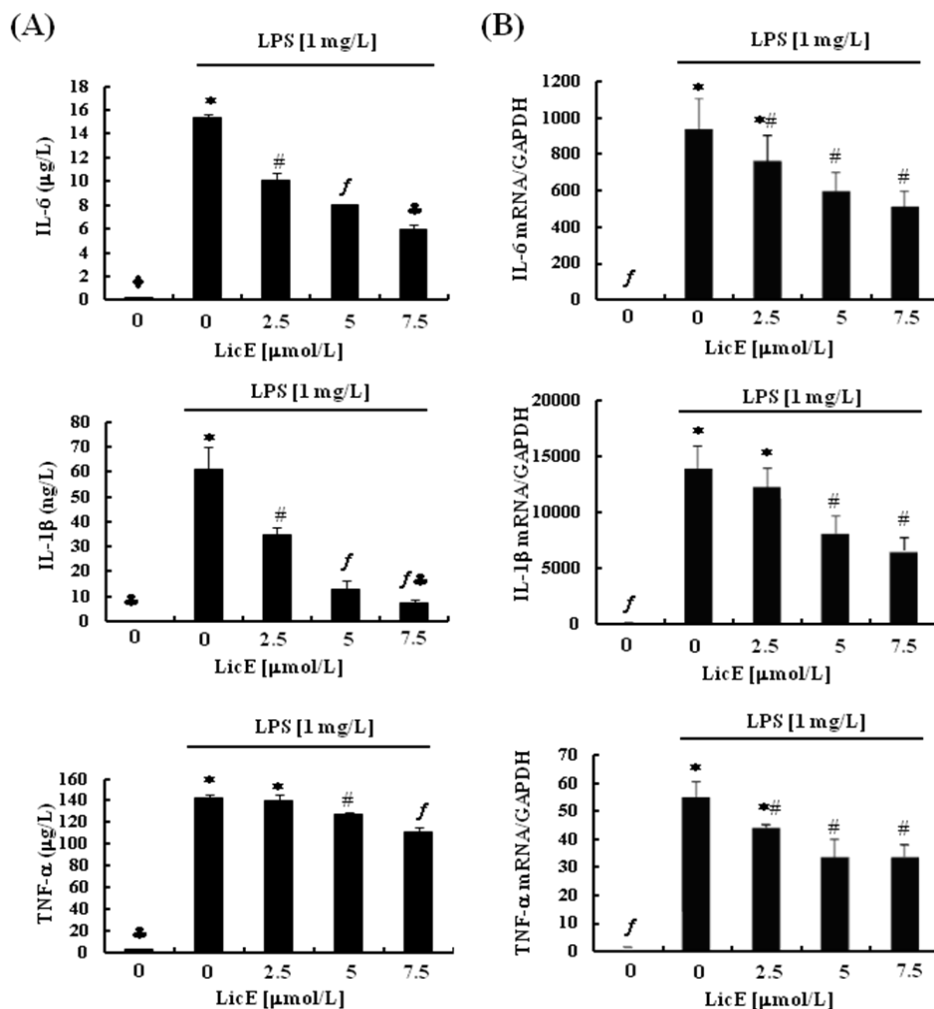 (A)
LPS [1 mg/L]
IL-6 (µg/L)
18
16
14
12
10
8
6
4
2
0
*
#
ƒ
♣
♦
0 0 2.5 5 7.5
LicE [µmol/L]
LPS [1 mg/L]
IL-1β (ng/L)
80
70
60
50
40
30
20
10
0
*
#
ƒ
ƒ♣
♣
0 0 2.5 5 7.5
LicE [µmol/L]
LPS [1 mg/L]
TNF-α (µg/L)
160
140
120
100
80
60
40
20
0
*
*
#
ƒ
♣
0 0 2.5 5 7.5
LicE [µmol/L]
(B)
LPS [1 mg/L]
IL-6 mRNA/GAPDH
1200
1000
800
600
400
200
0
*
*#
#
#
ƒ
0 0 2.5 5 7.5
LicE [µmol/L]
LPS [1 mg/L]
IL-1β mRNA/GAPDH
20000
15000
10000
5000
0
*
*
#
#
ƒ
0 0 2.5 5 7.5
LicE [µmol/L]
LPS [1 mg/L]
TNF-α mRNA/GAPDH
70
60
50
40
30
20
10
0
*
*#
#
#
ƒ
0 0 2.5 5 7.5
LicE [µmol/L]